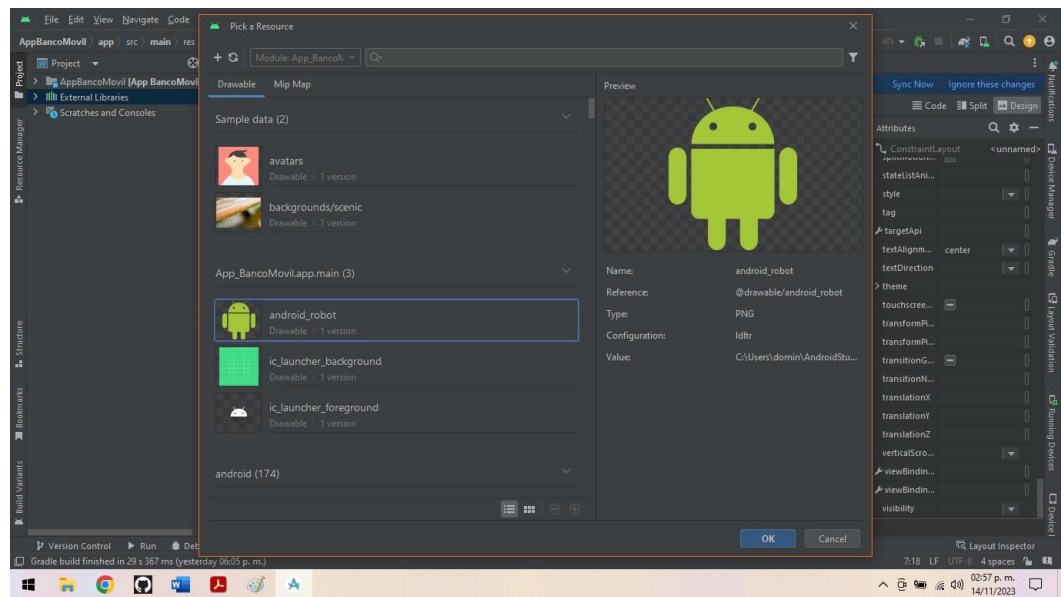 File Edit View Navigate Code
AppBancoMovil app src main res
Project
AppBancoMovil [App BancoMovi
External Libraries
Scratches and Consoles
Pick a Resource
Module: App_Banco
Drawable Mip Map
Sample data (2)
avatars
Drawable 1 version
backgrounds/scenic
Drawable 1 version
App_BancoMovil.app.main (3)
android_robot
Drawable 1 version
ic_launcher_background
Drawable 1 version
ic_launcher_foreground
Drawable 1 version
android (174)
Preview
Name: android_robot
Reference: @drawable/android_robot
Type: PNG
Configuration: ldltr
Value: C:\Users\domin\AndroidStu...
OK Cancel
Sync Now Ignore these changes
Code Split Design
Attributes
ConstraintLayout <unnamed>
stateListAni...
style
tag
targetApi
textAlignm... center
textDirection
theme
touchscree...
transformPi...
transformPi...
transitionG...
transitionN...
translationX
translationY
translationZ
verticalScro...
viewBindin...
viewBindin...
visibility
Project
Resource Manager
Structure
Bookmarks
Build Variants
Notifications
Device Manager
Gradle
Layout Validation
Running Devices
Version Control Run Deb
Layout Inspector
Gradle build finished in 29 s 367 ms (yesterday 06:05 p. m.)
7:18 LF UTF-8 4 spaces
02:57 p. m.
14/11/2023